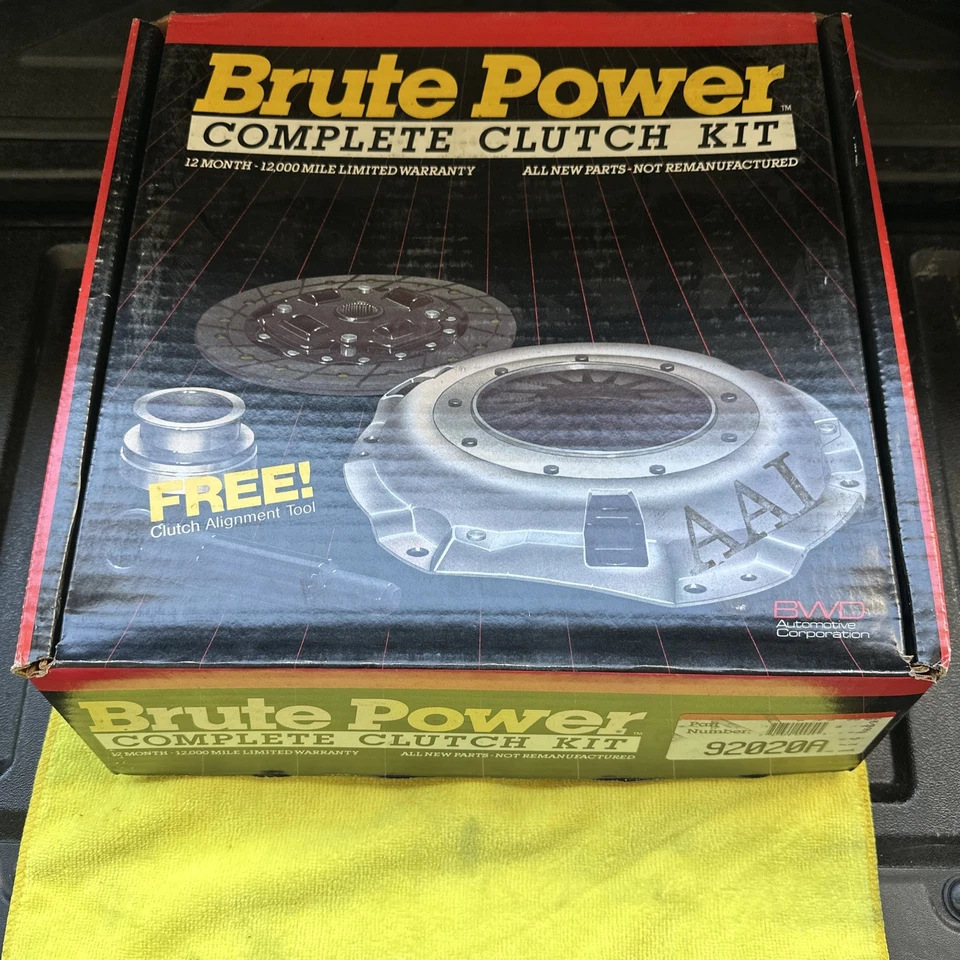 Brute Power™
COMPLETE CLUTCH KIT
12 MONTH - 12,000 MILE LIMITED WARRANTY ALL NEW PARTS - NOT REMANUFACTURED
FREE!
Clutch Alignment Tool
AAI
BWD
Automotive
Corporation
Brute Power™
COMPLETE CLUTCH KIT
12 MONTH - 12,000 MILE LIMITED WARRANTY ALL NEW PARTS - NOT REMANUFACTURED
Part
Number:
92020A